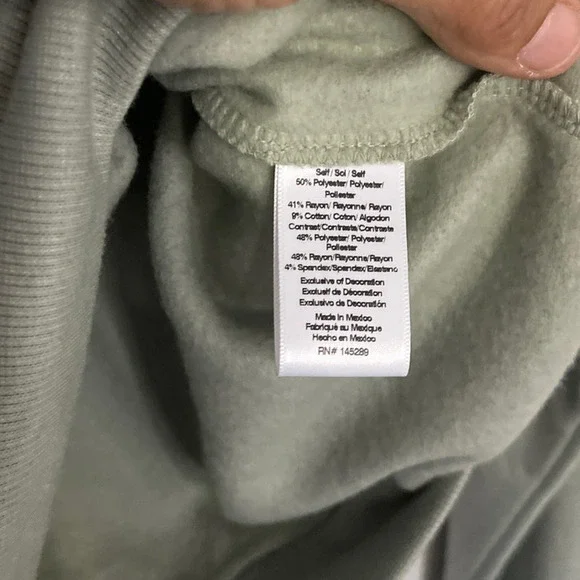 Self / Sol / Self
50% Polyester/ Polyester/
Poliester
41% Rayon/ Rayonne/ Rayon
9% Cotton/ Coton/ Algodon
Contrast/Contraste/Contraste
48% Polyester/ Polyester/
Poliester
48% Rayon/Rayonne/Rayon
4% Spandex/Spandex/Elastano
Exclusive of Decoration
Exclusif de Décoration
Exclusivo de Decoratión
Made in Mexico
Fabriqué au Mexique
Hecho en Mexico
RN# 145289